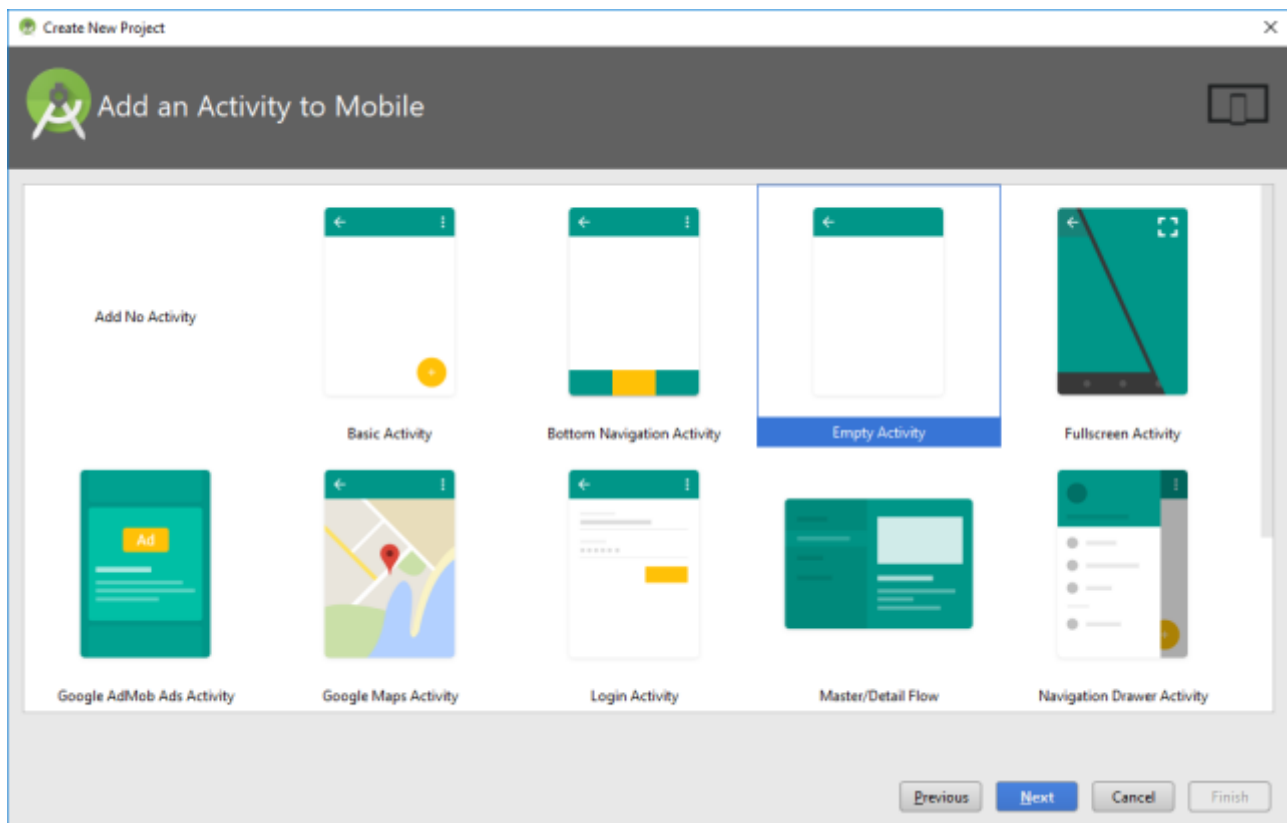 Create New Project
Add an Activity to Mobile
Add No Activity
Basic Activity
Bottom Navigation Activity
Empty Activity
Fullscreen Activity
Ad
Google AdMob Ads Activity
Google Maps Activity
Login Activity
Master/Detail Flow
Navigation Drawer Activity
Previous
Next
Cancel
Finish